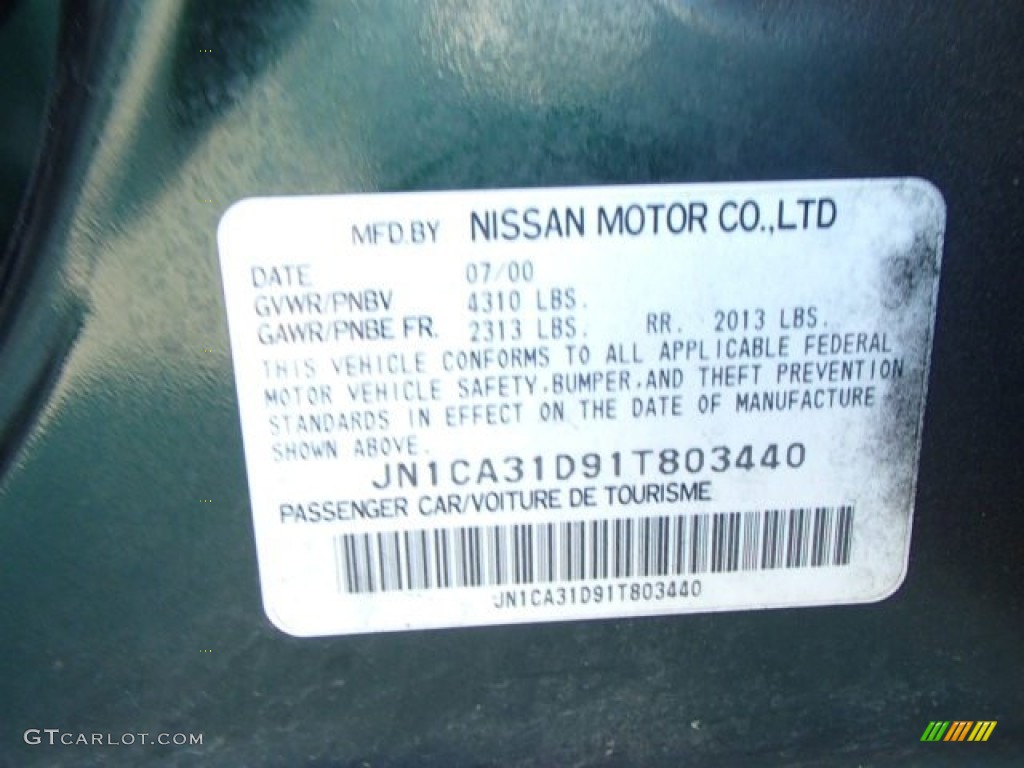 MFD.BY NISSAN MOTOR CO.,LTD
DATE 07/00
GVWR/PNBV 4310 LBS.
GAWR/PNBE FR. 2313 LBS. RR. 2013 LBS.
THIS VEHICLE CONFORMS TO ALL APPLICABLE FEDERAL
MOTOR VEHICLE SAFETY,BUMPER,AND THEFT PREVENTION
STANDARDS IN EFFECT ON THE DATE OF MANUFACTURE
SHOWN ABOVE.
JN1CA31D91T803440
PASSENGER CAR/VOITURE DE TOURISME
JN1CA31D91T803440
GTCARLOT.COM